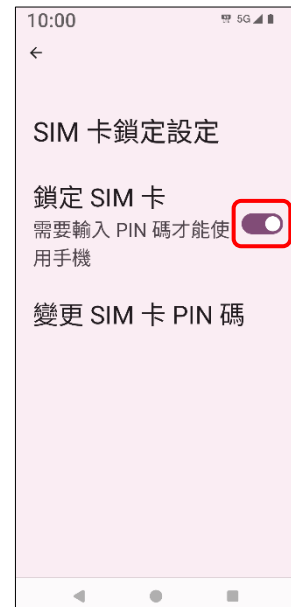 10:00 5G
SIM 卡鎖定設定
鎖定 SIM 卡
需要輸入 PIN 碼才能使
用手機
變更 SIM 卡 PIN 碼